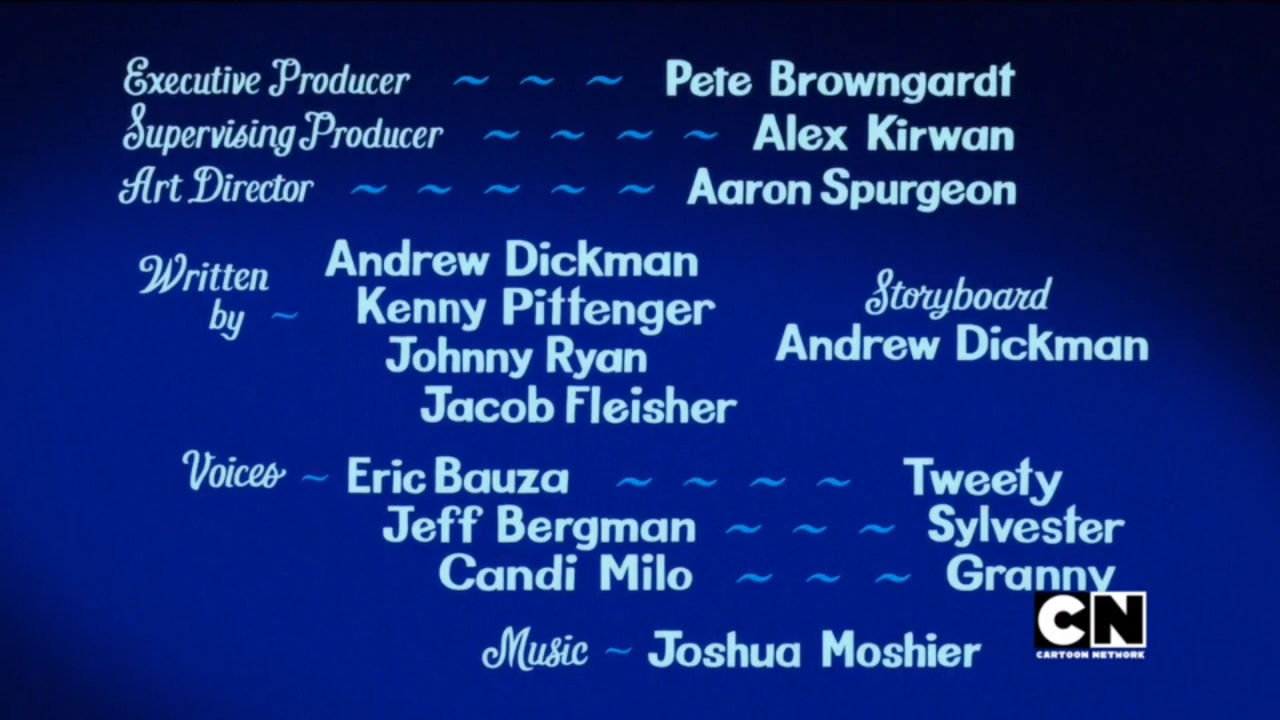 Executive Producer ~ ~ ~ Pete Browngardt
Supervising Producer ~ ~ ~ ~ Alex Kirwan
Art Director ~ ~ ~ ~ ~ Aaron Spurgeon
Written by ~ Andrew Dickman
Kenny Pittenger
Johnny Ryan
Jacob Fleisher
Storyboard
Andrew Dickman
Voices ~ Eric Bauza ~ ~ ~ ~ Tweety
Jeff Bergman ~ ~ ~ Sylvester
Candi Milo ~ ~ ~ Granny
Music ~ Joshua Moshier
CN
CARTOON NETWORK